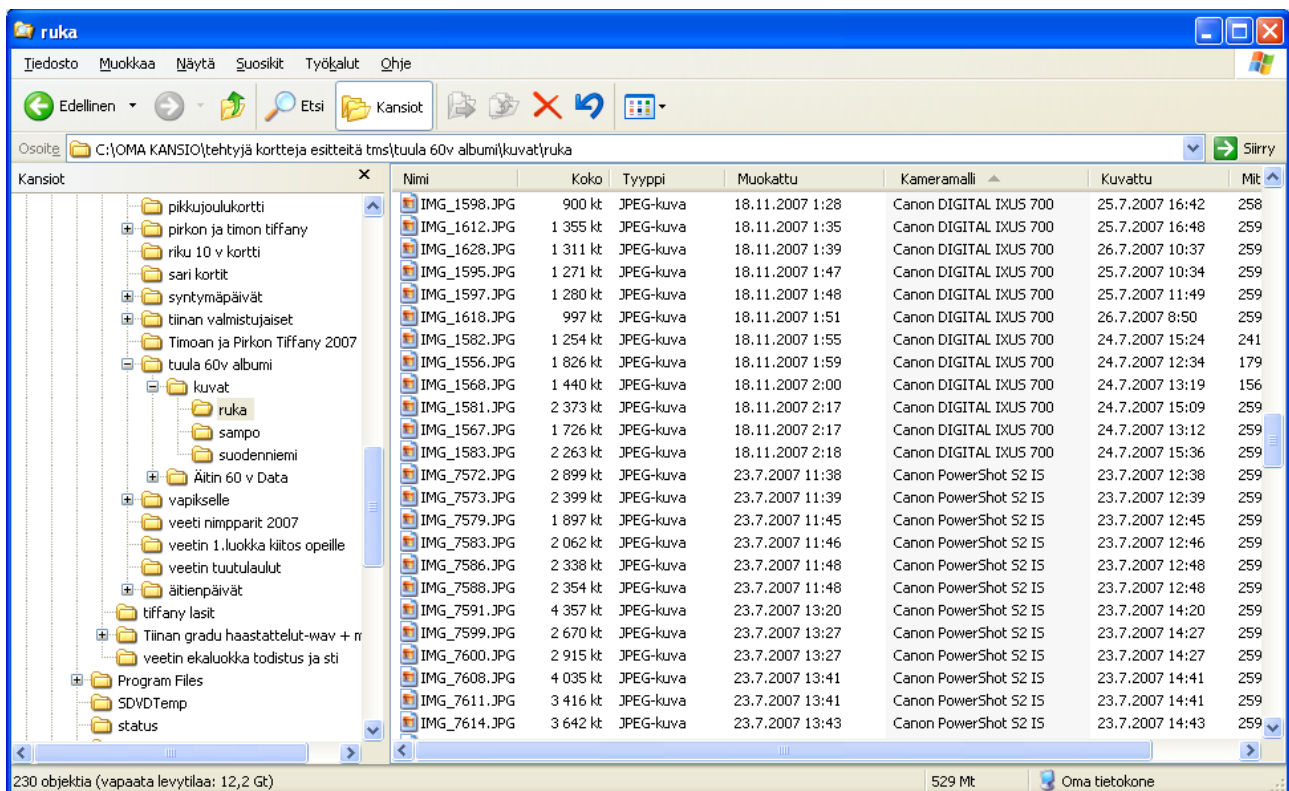 ruka
Tiedosto Muokkaa Näytä Suosikit Työkalut Ohje
Edellinen Etsi Kansiot
Osoite C:\OMA KANSIO\tehtyjä kortteja esitteitä tms\tuula 60v albumi\kuvat\ruka Siirry
Kansiot
pikkujoulukortti
pirkon ja timon tiffany
riku 10 v kortti
sari kortit
syntymäpäivät
tiinan valmistujaiset
Timoan ja Pirkon Tiffany 2007
tuula 60v albumi
kuvat
ruka
sampo
suodenniemi
Äitin 60 v Data
vapikselle
veeti nimpparit 2007
veetin 1.luokka kiitos opeille
veetin tuutulaulut
äitienpäivät
tiffany lasit
Tiinan gradu haastattelut-wav + m
veetin ekaluokka todistus ja sti
Program Files
SDVDTemp
status
Nimi Koko Tyyppi Muokattu Kameramalli Kuvattu Mit
IMG_1598.JPG 900 kt JPEG-kuva 18.11.2007 1:28 Canon DIGITAL IXUS 700 25.7.2007 16:42 258
IMG_1612.JPG 1 355 kt JPEG-kuva 18.11.2007 1:35 Canon DIGITAL IXUS 700 25.7.2007 16:48 259
IMG_1628.JPG 1 311 kt JPEG-kuva 18.11.2007 1:39 Canon DIGITAL IXUS 700 26.7.2007 10:37 259
IMG_1595.JPG 1 271 kt JPEG-kuva 18.11.2007 1:47 Canon DIGITAL IXUS 700 25.7.2007 10:34 259
IMG_1597.JPG 1 280 kt JPEG-kuva 18.11.2007 1:48 Canon DIGITAL IXUS 700 25.7.2007 11:49 259
IMG_1618.JPG 997 kt JPEG-kuva 18.11.2007 1:51 Canon DIGITAL IXUS 700 26.7.2007 8:50 259
IMG_1582.JPG 1 254 kt JPEG-kuva 18.11.2007 1:55 Canon DIGITAL IXUS 700 24.7.2007 15:24 241
IMG_1556.JPG 1 826 kt JPEG-kuva 18.11.2007 1:59 Canon DIGITAL IXUS 700 24.7.2007 12:34 179
IMG_1568.JPG 1 440 kt JPEG-kuva 18.11.2007 2:00 Canon DIGITAL IXUS 700 24.7.2007 13:19 156
IMG_1581.JPG 2 373 kt JPEG-kuva 18.11.2007 2:17 Canon DIGITAL IXUS 700 24.7.2007 15:09 259
IMG_1567.JPG 1 726 kt JPEG-kuva 18.11.2007 2:17 Canon DIGITAL IXUS 700 24.7.2007 13:12 259
IMG_1583.JPG 2 263 kt JPEG-kuva 18.11.2007 2:18 Canon DIGITAL IXUS 700 24.7.2007 15:36 259
IMG_7572.JPG 2 899 kt JPEG-kuva 23.7.2007 11:38 Canon PowerShot S2 IS 23.7.2007 12:38 259
IMG_7573.JPG 2 399 kt JPEG-kuva 23.7.2007 11:39 Canon PowerShot S2 IS 23.7.2007 12:39 259
IMG_7579.JPG 1 897 kt JPEG-kuva 23.7.2007 11:45 Canon PowerShot S2 IS 23.7.2007 12:45 259
IMG_7583.JPG 2 062 kt JPEG-kuva 23.7.2007 11:46 Canon PowerShot S2 IS 23.7.2007 12:46 259
IMG_7586.JPG 2 338 kt JPEG-kuva 23.7.2007 11:48 Canon PowerShot S2 IS 23.7.2007 12:48 259
IMG_7588.JPG 2 354 kt JPEG-kuva 23.7.2007 11:48 Canon PowerShot S2 IS 23.7.2007 12:48 259
IMG_7591.JPG 4 357 kt JPEG-kuva 23.7.2007 13:20 Canon PowerShot S2 IS 23.7.2007 14:20 259
IMG_7599.JPG 2 670 kt JPEG-kuva 23.7.2007 13:27 Canon PowerShot S2 IS 23.7.2007 14:27 259
IMG_7600.JPG 2 915 kt JPEG-kuva 23.7.2007 13:27 Canon PowerShot S2 IS 23.7.2007 14:27 259
IMG_7608.JPG 4 035 kt JPEG-kuva 23.7.2007 13:41 Canon PowerShot S2 IS 23.7.2007 14:41 259
IMG_7611.JPG 3 416 kt JPEG-kuva 23.7.2007 13:41 Canon PowerShot S2 IS 23.7.2007 14:41 259
IMG_7614.JPG 3 642 kt JPEG-kuva 23.7.2007 13:43 Canon PowerShot S2 IS 23.7.2007 14:43 259
230 objektia (vapaata levytilaa: 12,2 Gt) 529 Mt Oma tietokone